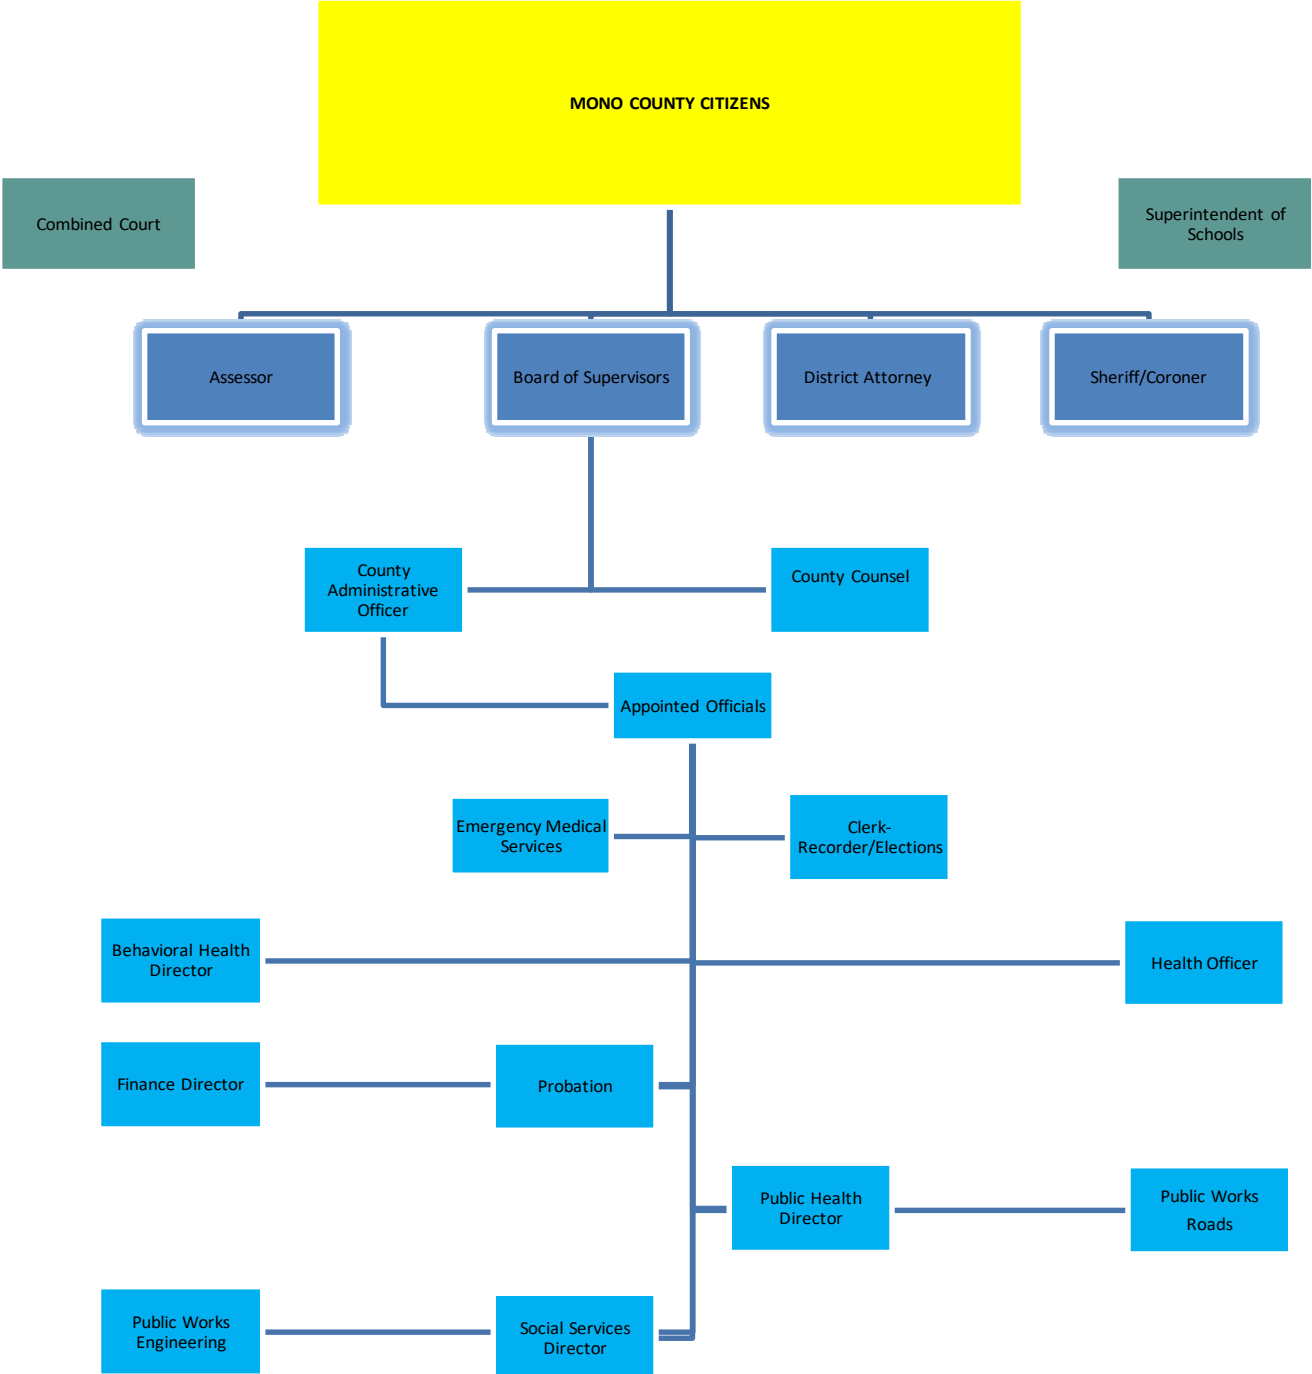 MONO COUNTY CITIZENS
Combined Court
Superintendent of
Schools
Assessor
Board of Supervisors
District Attorney
Sheriff/Coroner
County
Administrative
Officer
County Counsel
Appointed Officials
Emergency Medical
Services
Clerk-
Recorder/Elections
Behavioral Health
Director
Health Officer
Finance Director
Probation
Public Health
Director
Public Works
Roads
Public Works
Engineering
Social Services
Director